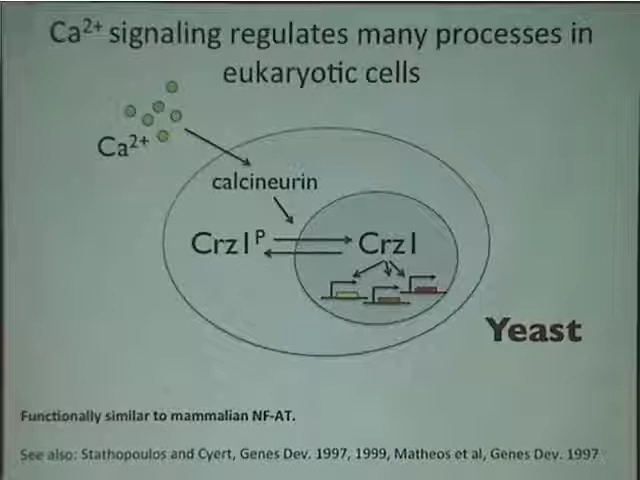 Ca²⁺ signaling regulates many processes in
eukaryotic cells
Ca²⁺
calcineurin
Crz1ᴾ
Crz1
Yeast
Functionally similar to mammalian NF-AT.
See also: Stathopoulos and Cyert, Genes Dev. 1997, 1999, Matheos et al, Genes Dev. 1997